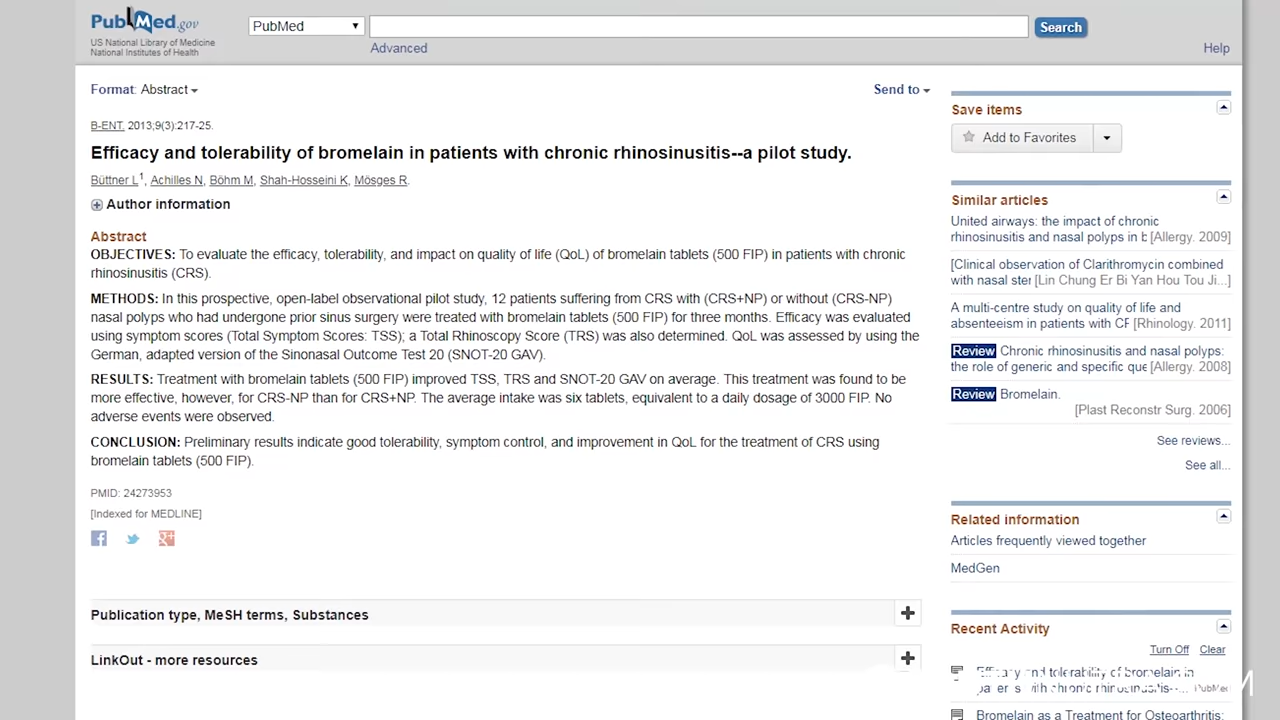 PubMed.gov
US National Library of Medicine
National Institutes of Health
PubMed
Search
Advanced
Help
Format: Abstract
Send to
B-ENT. 2013;9(3):217-25.
Efficacy and tolerability of bromelain in patients with chronic rhinosinusitis--a pilot study.
Büttner L1, Achilles N, Böhm M, Shah-Hosseini K, Mösges R.
Author information
Abstract
OBJECTIVES: To evaluate the efficacy, tolerability, and impact on quality of life (QoL) of bromelain tablets (500 FIP) in patients with chronic
rhinosinusitis (CRS).
METHODS: In this prospective, open-label observational pilot study, 12 patients suffering from CRS with (CRS+NP) or without (CRS-NP)
nasal polyps who had undergone prior sinus surgery were treated with bromelain tablets (500 FIP) for three months. Efficacy was evaluated
using symptom scores (Total Symptom Scores: TSS); a Total Rhinoscopy Score (TRS) was also determined. QoL was assessed by using the
German, adapted version of the Sinonasal Outcome Test 20 (SNOT-20 GAV).
RESULTS: Treatment with bromelain tablets (500 FIP) improved TSS, TRS and SNOT-20 GAV on average. This treatment was found to be
more effective, however, for CRS-NP than for CRS+NP. The average intake was six tablets, equivalent to a daily dosage of 3000 FIP. No
adverse events were observed.
CONCLUSION: Preliminary results indicate good tolerability, symptom control, and improvement in QoL for the treatment of CRS using
bromelain tablets (500 FIP).
PMID: 24273953
[Indexed for MEDLINE]
Publication type, MeSH terms, Substances
LinkOut - more resources
Save items
Add to Favorites
Similar articles
United airways: the impact of chronic
rhinosinusitis and nasal polyps in b [Allergy. 2009]
[Clinical observation of Clarithromycin combined
with nasal ster [Lin Chung Er Bi Yan Hou Tou Ji...]
A multi-centre study on quality of life and
absenteeism in patients with CF [Rhinology. 2011]
Review Chronic rhinosinusitis and nasal polyps:
the role of generic and specific que [Allergy. 2008]
Review Bromelain.
[Plast Reconstr Surg. 2006]
See reviews...
See all...
Related information
Articles frequently viewed together
MedGen
Recent Activity
Turn Off Clear
Efficacy and tolerability of bromelain in
patients with chronic rhinosinusitis--... PubMed
Bromelain as a Treatment for Osteoarthritis: